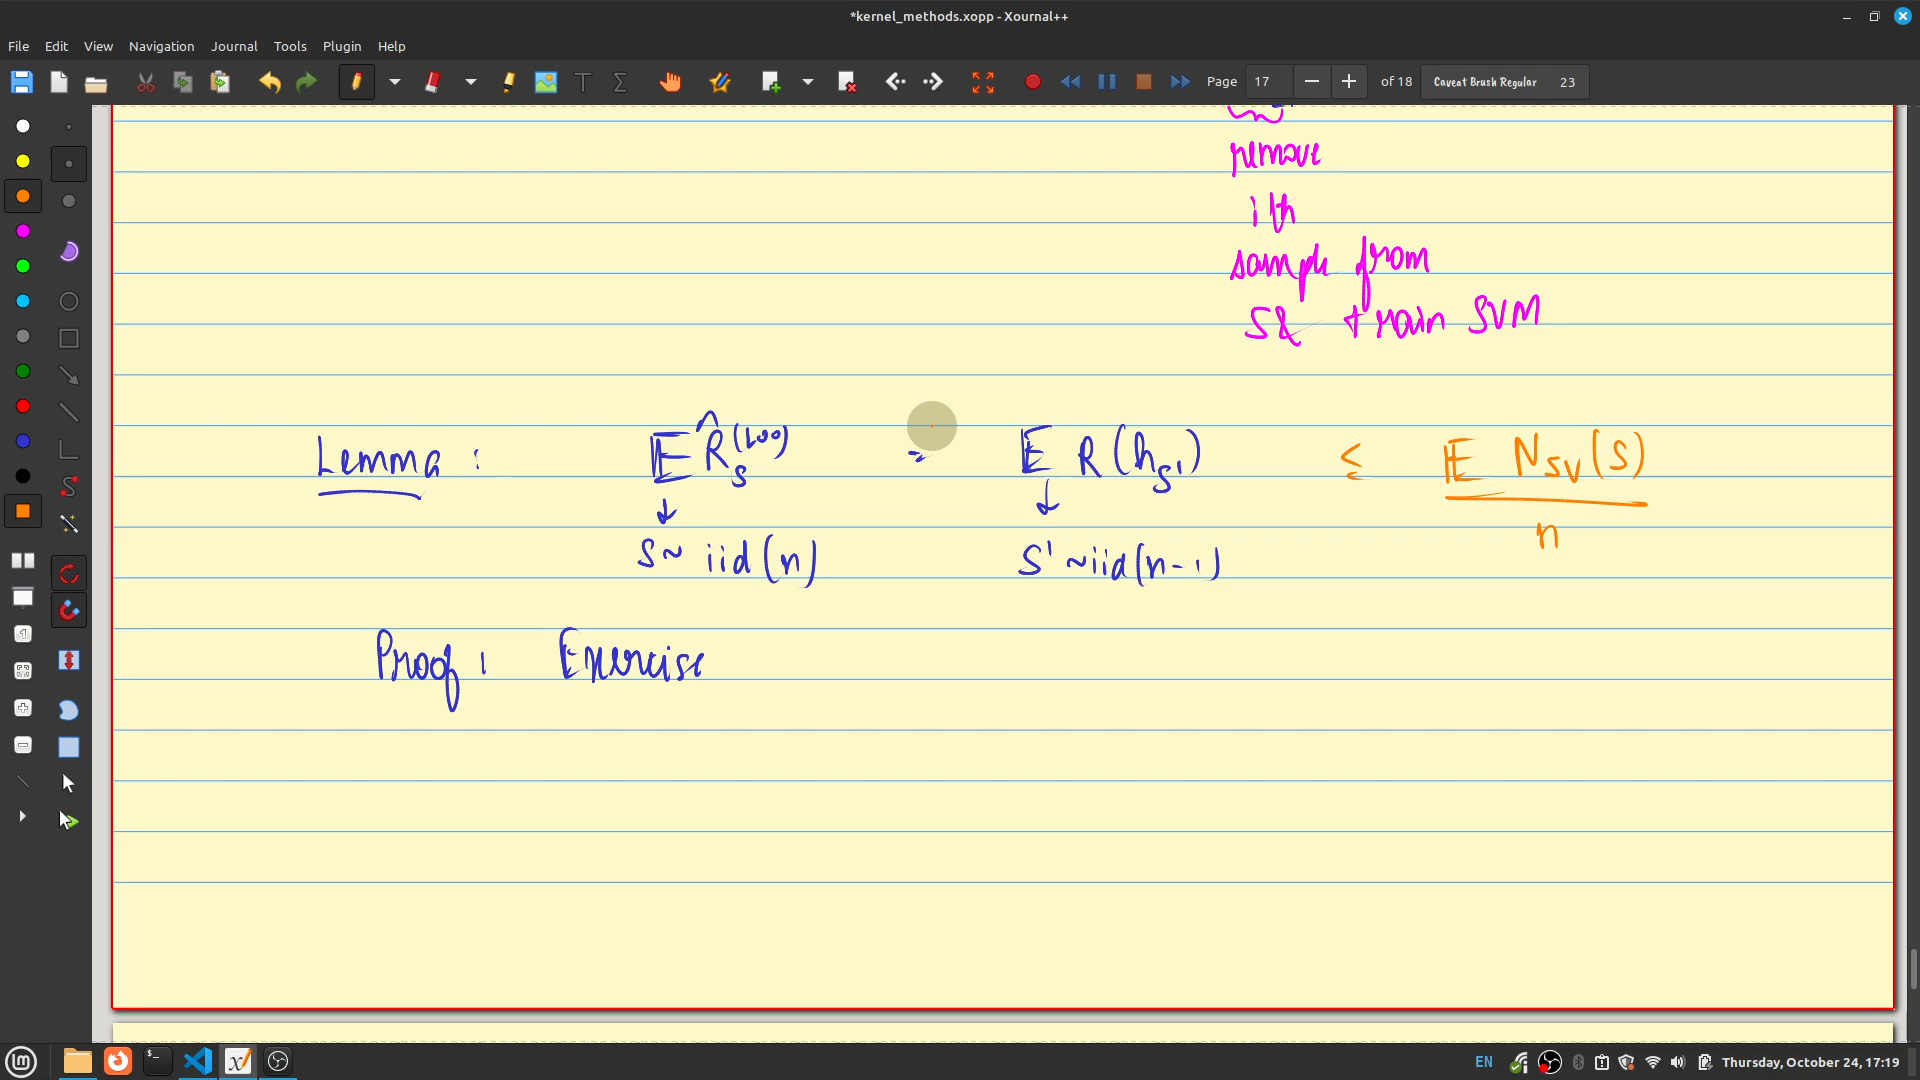 *kernel_methods.xopp - Xournal++
File Edit View Navigation Journal Tools Plugin Help
Page 17 of 18 Caveat Brush Regular 23
remove
ith
sample from
S & train SVM
Lemma : 𝔼 R̂_S^(LOO) = 𝔼 R(h_S') ≤ 𝔼 N_SV(S)
n
↓ ↓
S ~ iid(n) S' ~ iid(n-1)
Proof : Exercise
EN Thursday, October 24, 17:19